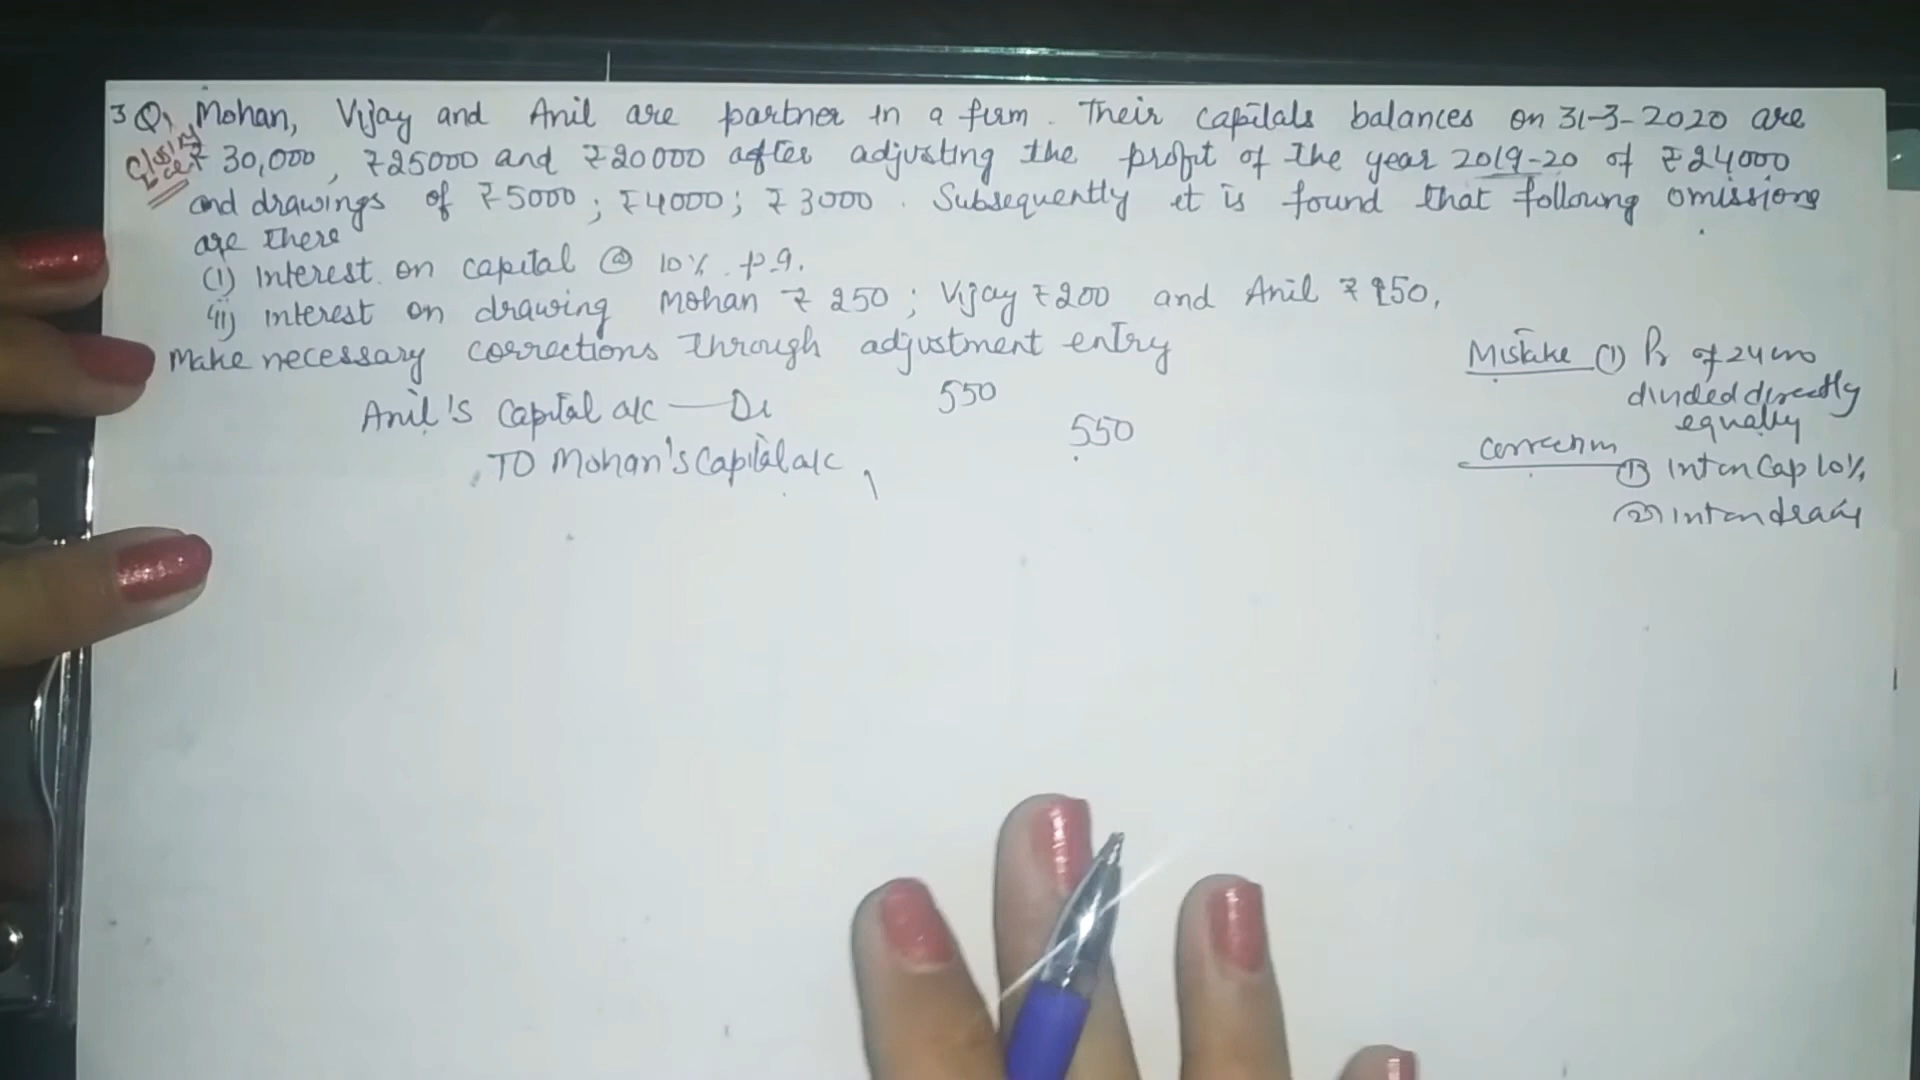 3 Q, Mohan, Vijay and Anil are partner in a firm. Their capitals balances on 31-3-2020 are
Closing
₹ 30,000, ₹25000 and ₹20000 after adjusting the profit of the year 2019-20 of ₹24000
and drawings of ₹5000; ₹4000; ₹3000. Subsequently it is found that following omissions
are there
(i) Interest on capital @ 10% p.a.
(ii) interest on drawing Mohan ₹ 250; Vijay ₹200 and Anil ₹150,
Make necessary corrections through adjustment entry
Anil's Capital a/c — Dr 550
TO Mohan's Capital a/c 550
Mistake (1) Pr of 24000
divided directly
equally
Correction
(1) Int on Cap 10%
(2) int on